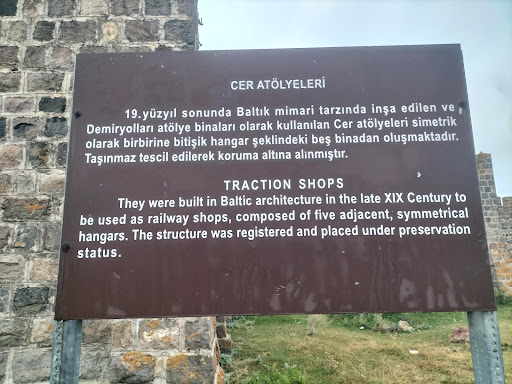 CER ATÖLYELERİ
19. yüzyıl sonunda Baltık mimari tarzında inşa edilen ve
Demiryolları atölye binaları olarak kullanılan Cer atölyeleri simetrik
olarak birbirine bitişik hangar şeklindeki beş binadan oluşmaktadır.
Taşınmaz tescil edilerek koruma altına alınmıştır.
TRACTION SHOPS
They were built in Baltic architecture in the late XIX Century to
be used as railway shops, composed of five adjacent, symmetrical
hangars. The structure was registered and placed under preservation
status.